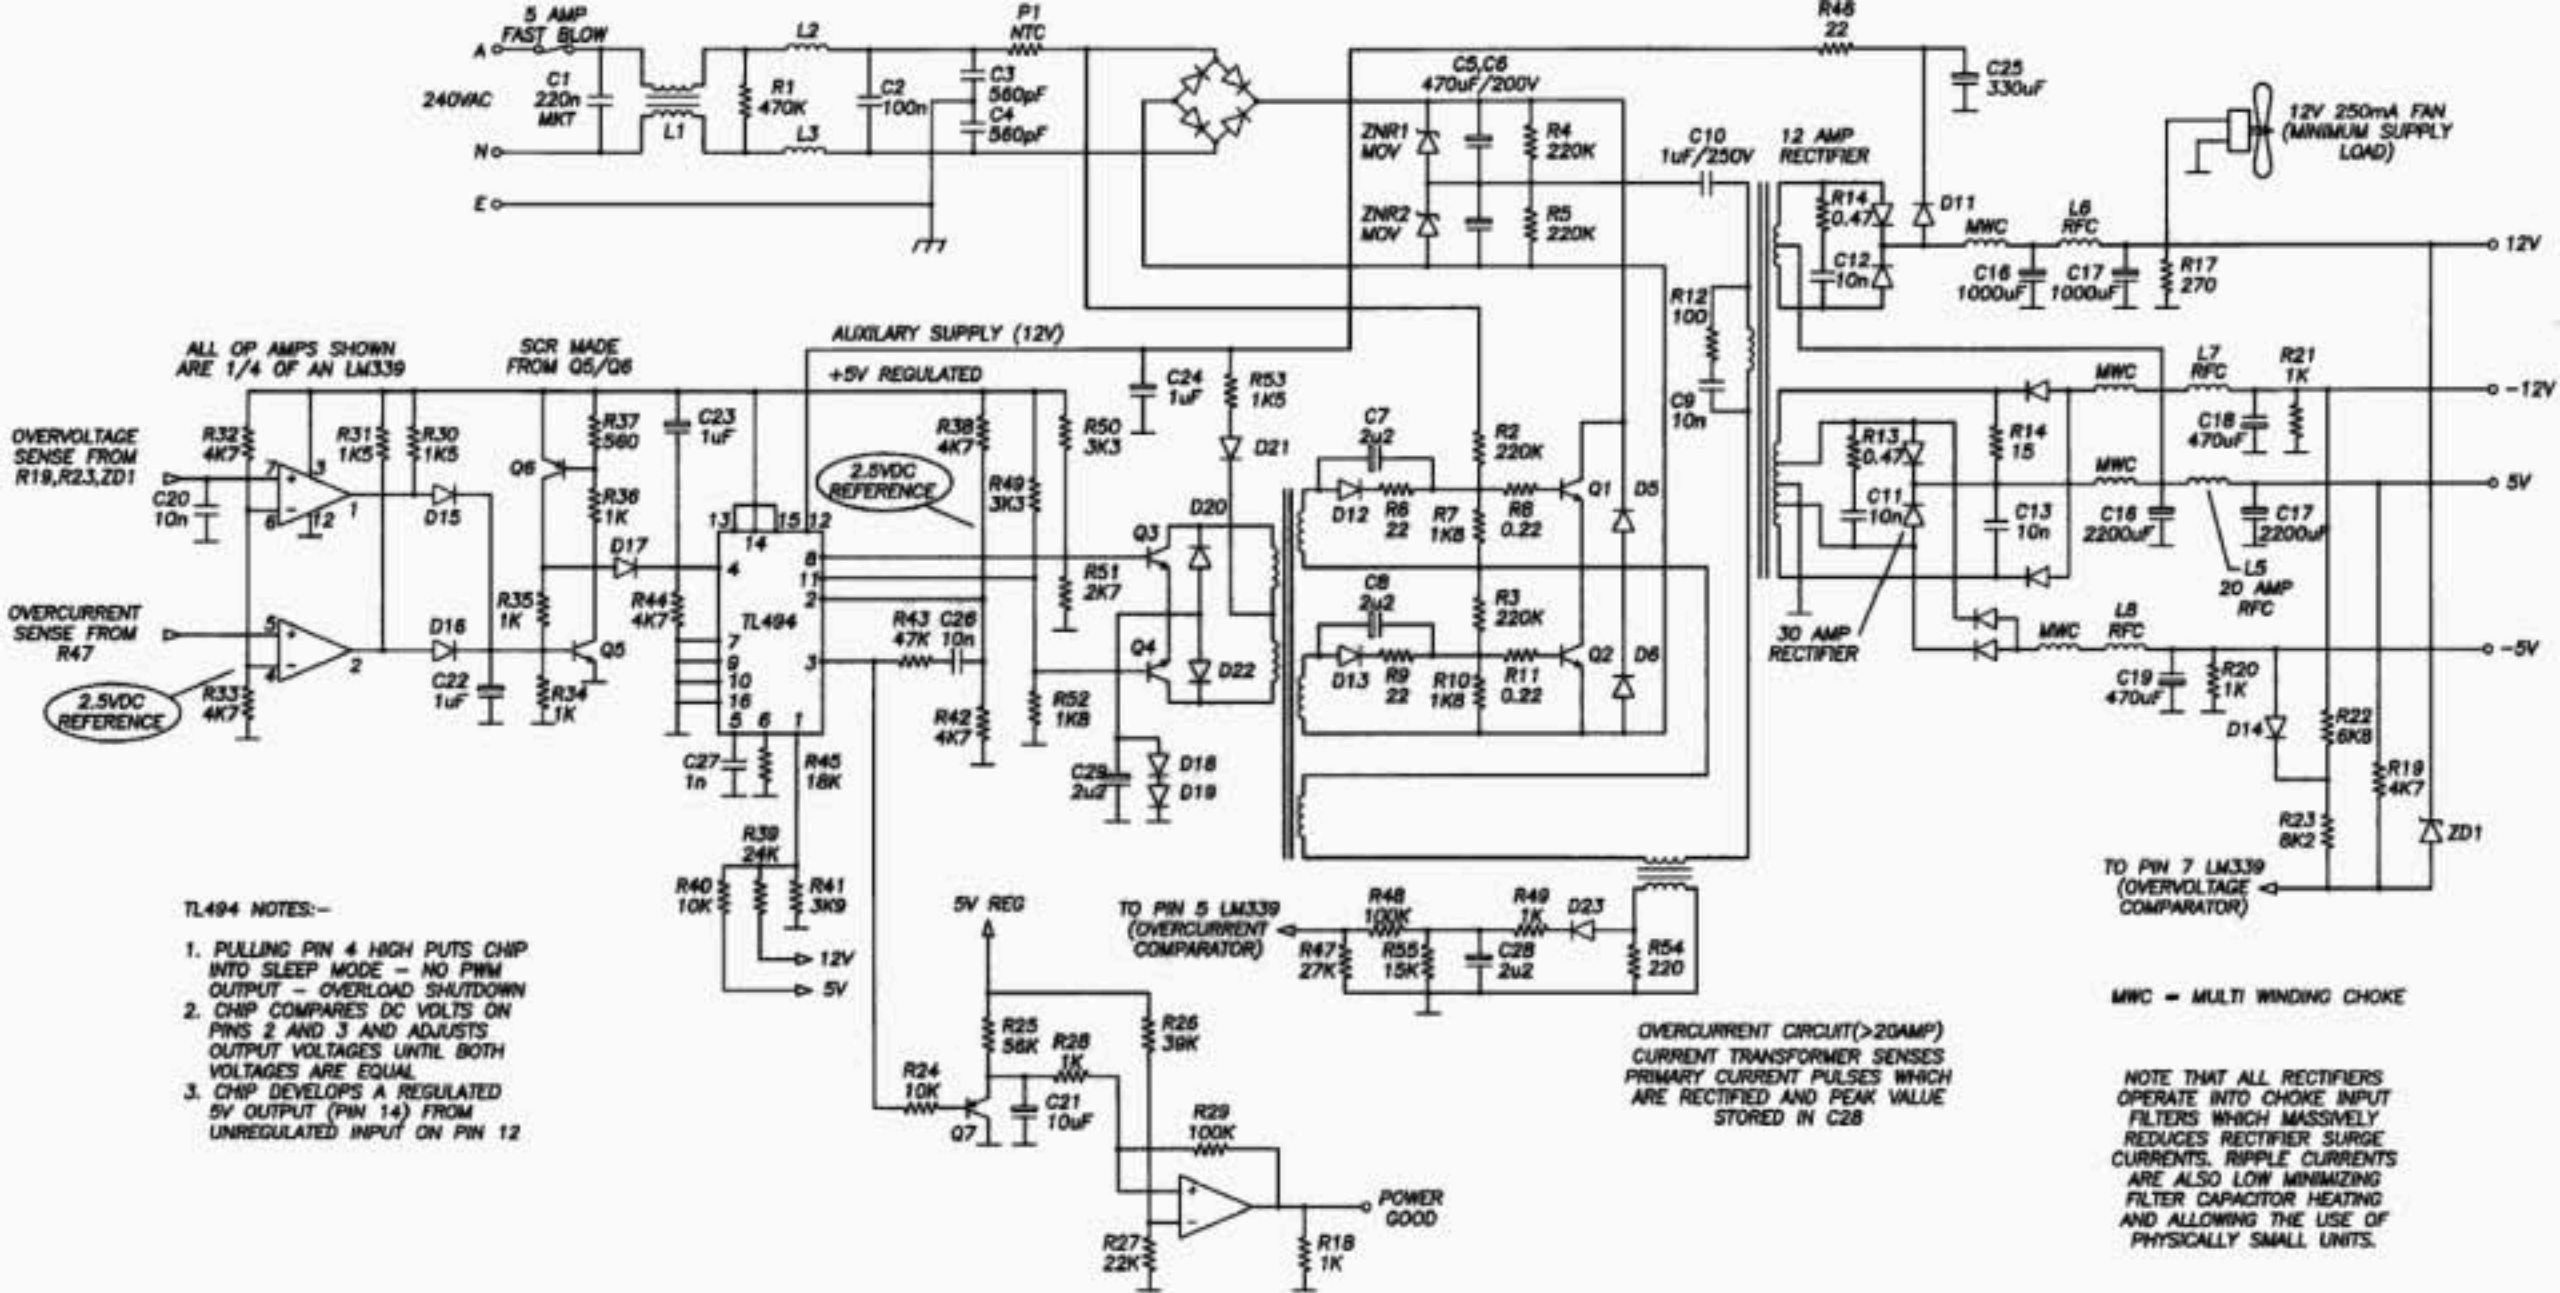 5 AMP
FAST BLOW
A
240VAC
N
E
C1
220n
MKT
L1
R1
470K
L2
L3
C2
100n
C3
560pF
C4
560pF
P1
NTC
C5,C6
470uF/200V
ZNR1
MOV
ZNR2
MOV
R4
220K
R5
220K
C10
1uF/250V
R46
22
C25
330uF
12 AMP
RECTIFIER
R14
0.47
C12
10n
D11
MWC
L6
RFC
C16
1000uF
C17
1000uF
R17
270
12V 250mA FAN
(MINIMUM SUPPLY
LOAD)
12V
R12
100
C9
10n
ALL OP AMPS SHOWN
ARE 1/4 OF AN LM339
SCR MADE
FROM Q5/Q6
AUXILARY SUPPLY (12V)
+5V REGULATED
OVERVOLTAGE
SENSE FROM
R19,R23,ZD1
C20
10n
R32
4K7
7
6
3
12
1
R31
1K5
R30
1K5
D15
Q6
R37
560
R36
1K
C23
1uF
D17
R35
1K
R44
4K7
OVERCURRENT
SENSE FROM
R47
5
4
2
D16
Q5
C22
1uF
R34
1K
R33
4K7
2.5VDC
REFERENCE
13
14
15
12
4
8
11
2
TL494
7
9
10
16
3
5
6
1
C27
1n
R45
18K
R39
24K
R40
10K
R41
3K9
12V
5V
2.5VDC
REFERENCE
R38
4K7
R49
3K3
R50
3K3
R51
2K7
R43
47K
C26
10n
R42
4K7
R52
1K8
C24
1uF
R53
1K5
D21
D20
Q3
Q4
D22
C29
2u2
D18
D19
C7
2u2
D12
R6
22
R7
1K8
R8
0.22
R2
220K
Q1
D5
C8
2u2
D13
R9
22
R10
1K8
R11
0.22
R3
220K
Q2
D6
R13
0.47
C11
10n
R14
15
C13
10n
30 AMP
RECTIFIER
MWC
L7
RFC
R21
1K
C18
470uF
-12V
MWC
C16
2200uF
C17
2200uF
L5
20 AMP
RFC
5V
MWC
L8
RFC
C19
470uF
R20
1K
-5V
D14
R22
6K8
R19
4K7
R23
8K2
ZD1
TO PIN 7 LM339
(OVERVOLTAGE
COMPARATOR)
TO PIN 5 LM339
(OVERCURRENT
COMPARATOR)
R48
100K
R49
1K
D23
R47
27K
R55
15K
C28
2u2
R54
220
5V REG
R25
56K
R28
1K
R26
39K
R24
10K
Q7
C21
10uF
R29
100K
R27
22K
R18
1K
POWER
GOOD
TL494 NOTES:-
1. PULLING PIN 4 HIGH PUTS CHIP
INTO SLEEP MODE - NO PWM
OUTPUT - OVERLOAD SHUTDOWN
2. CHIP COMPARES DC VOLTS ON
PINS 2 AND 3 AND ADJUSTS
OUTPUT VOLTAGES UNTIL BOTH
VOLTAGES ARE EQUAL
3. CHIP DEVELOPS A REGULATED
5V OUTPUT (PIN 14) FROM
UNREGULATED INPUT ON PIN 12
OVERCURRENT CIRCUIT(>20AMP)
CURRENT TRANSFORMER SENSES
PRIMARY CURRENT PULSES WHICH
ARE RECTIFIED AND PEAK VALUE
STORED IN C28
MWC = MULTI WINDING CHOKE
NOTE THAT ALL RECTIFIERS
OPERATE INTO CHOKE INPUT
FILTERS WHICH MASSIVELY
REDUCES RECTIFIER SURGE
CURRENTS. RIPPLE CURRENTS
ARE ALSO LOW MINIMIZING
FILTER CAPACITOR HEATING
AND ALLOWING THE USE OF
PHYSICALLY SMALL UNITS.